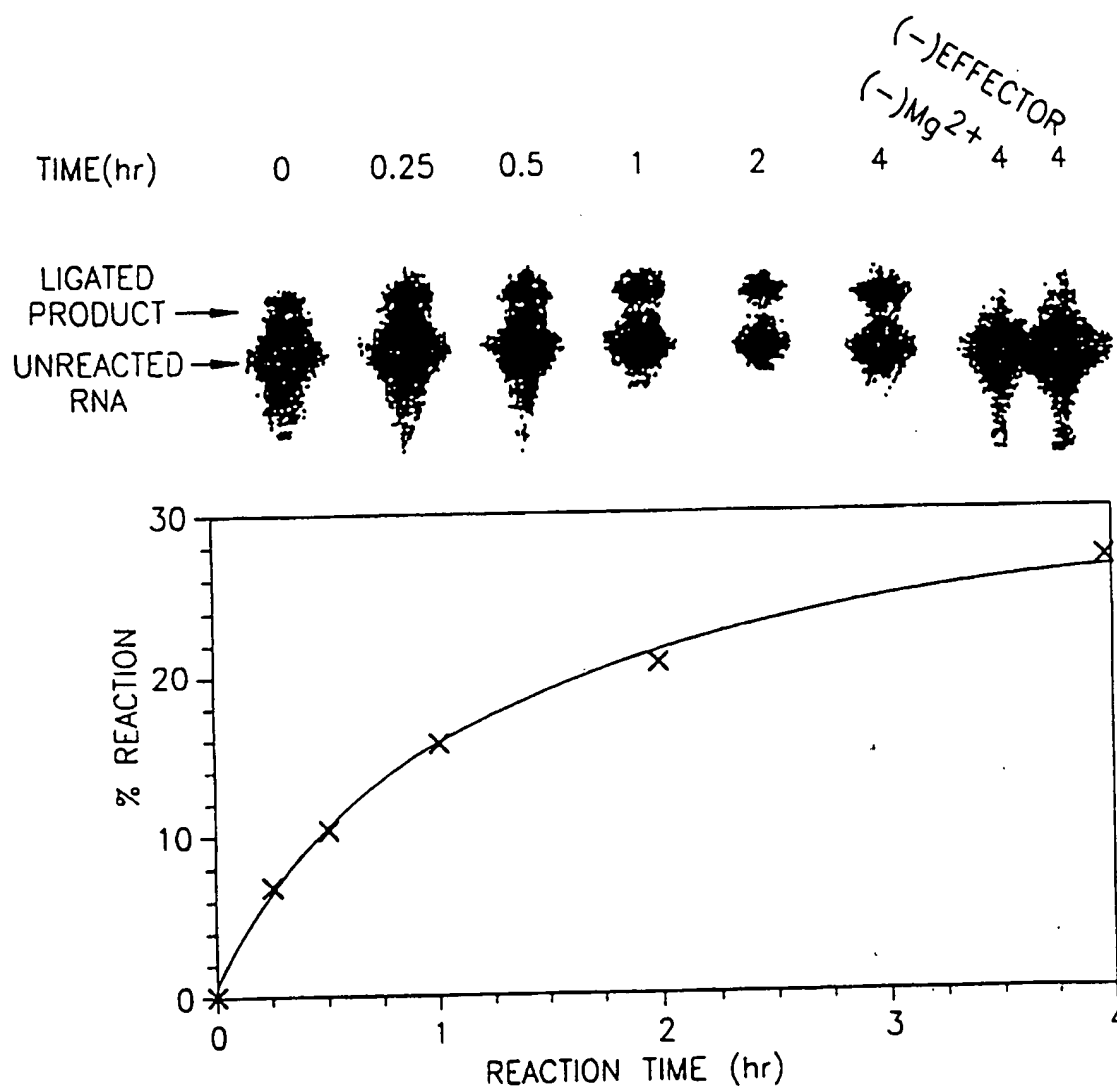 (-)EFFECTOR
(-)Mg2+
TIME(hr) 0 0.25 0.5 1 2 4 4 4
LIGATED
PRODUCT
UNREACTED
RNA
30
20
10
0
% REACTION
0 1 2 3 4
REACTION TIME (hr)